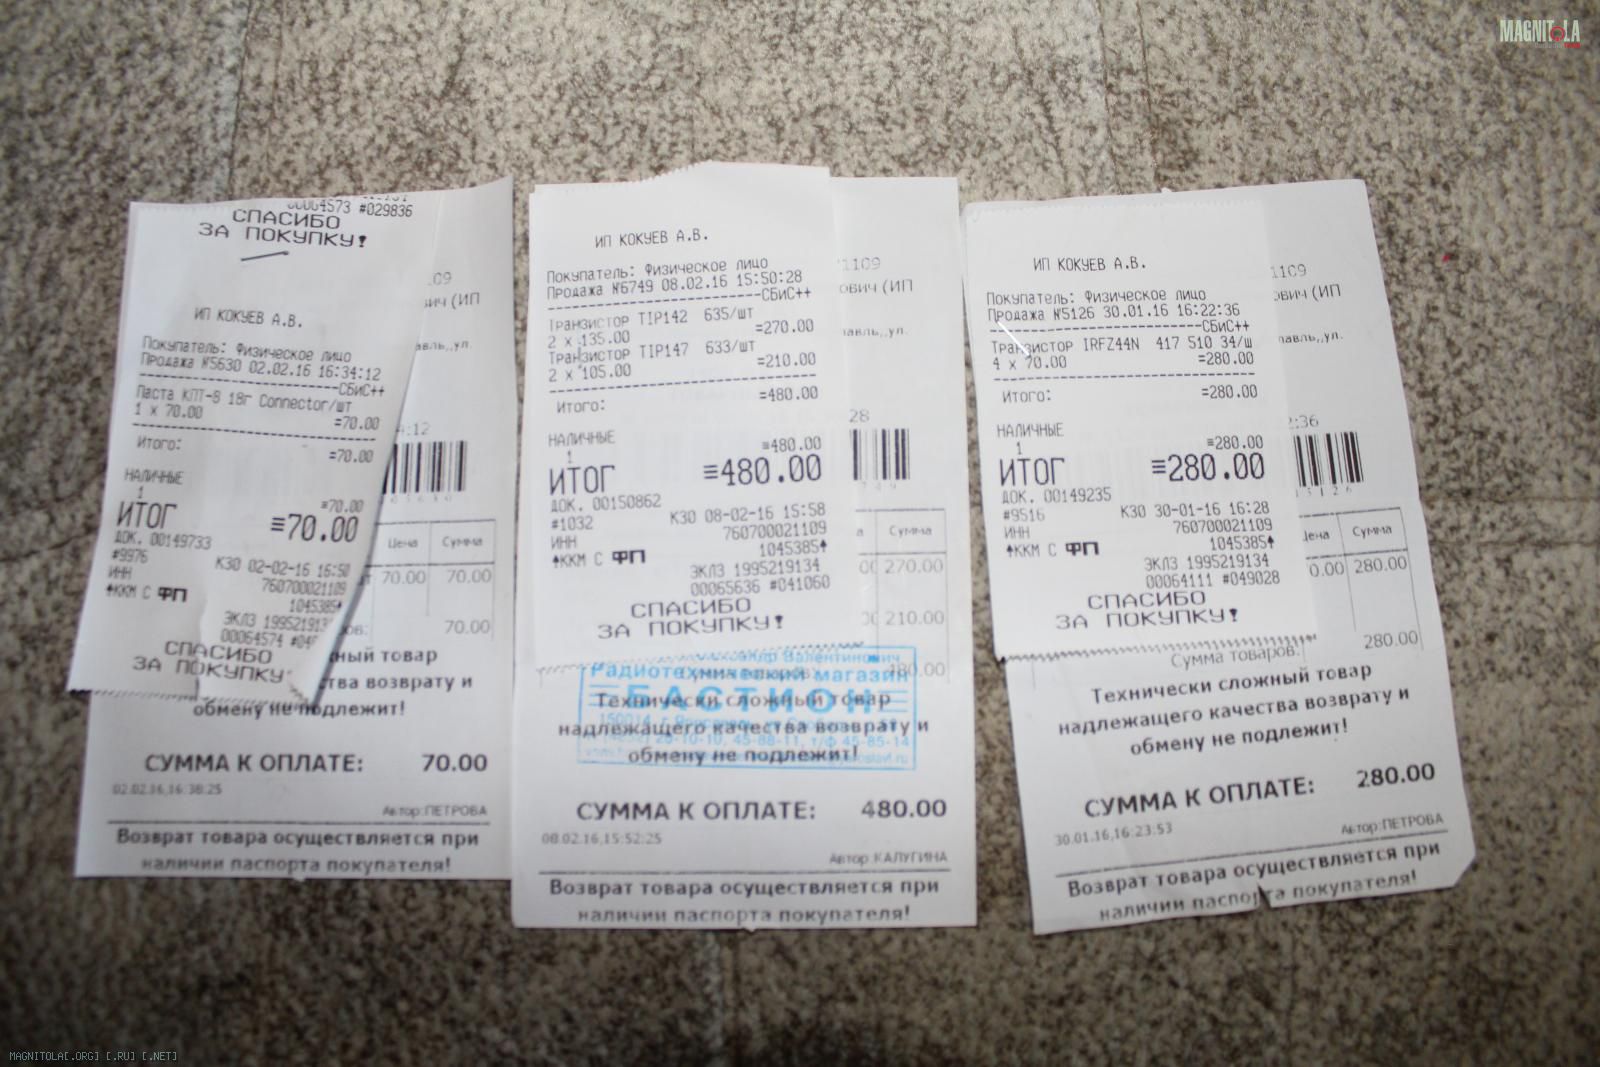 MAGNITOLA
#029836
СПАСИБО
ЗА ПОКУПКУ!
ИП КОКУЕВ А.В.
Покупатель: Физическое лицо
Продажа №5630 02.02.16 16:34:12
СБиС++
Паста КПТ-8 18г Connector/шт
1 x 70.00
=70.00
Итого:
=70.00
НАЛИЧНЫЕ
1
≡70.00
ИТОГ ≡70.00
ДОК. 00149733
#9976 К30 02-02-16 16:50
ИНН 760700021109
ККМ С ФП 1045385
ЭКЛЗ 199521913
00064574
СПАСИБО
ЗА ПОКУПКУ
Цена Сумма
70.00 70.00
70.00
ный товар
ства возврату и
обмену не подлежит!
СУММА К ОПЛАТЕ: 70.00
02.02.16,16:38:25
Автор:ПЕТРОВА
Возврат товара осуществляется при
наличии паспорта покупателя!
ИП КОКУЕВ А.В.
Покупатель: Физическое лицо
Продажа №6749 08.02.16 15:50:28
СБиС++
Транзистор TIP142 635/шт
2 x 135.00 =270.00
Транзистор TIP147 633/шт
2 x 105.00 =210.00
Итого: =480.00
НАЛИЧНЫЕ
1
≡480.00
ИТОГ ≡480.00
ДОК. 00150862
#1032 К30 08-02-16 15:58
ИНН 760700021109
ККМ С ФП 1045385
ЭКЛЗ 1995219134
00065636 #041060
СПАСИБО
ЗА ПОКУПКУ!
1109
ович (ИП
28
Сумма
270.00
210.00
480.00
Радиотехнический магазин
БАСТИОН
Технически сложный товар
надлежащего качества возврату и
обмену не подлежит!
СУММА К ОПЛАТЕ: 480.00
08.02.16,15:52:25
Автор:КАЛУГИНА
Возврат товара осуществляется при
наличии паспорта покупателя!
ИП КОКУЕВ А.В.
Покупатель: Физическое лицо
Продажа №5126 30.01.16 16:22:36
СБиС++
Транзистор IRFZ44N 417 510 34/ш
4 x 70.00 =280.00
Итого: =280.00
НАЛИЧНЫЕ
1
≡280.00
ИТОГ ≡280.00
ДОК. 00149235
#9516 К30 30-01-16 16:28
ИНН 760700021109
ККМ С ФП 1045385
ЭКЛЗ 1995219134
00064111 #049028
СПАСИБО
ЗА ПОКУПКУ!
1109
ович (ИП
2:36
Цена Сумма
0.00 280.00
280.00
Сумма товаров:
Технически сложный товар
надлежащего качества возврату и
обмену не подлежит!
СУММА К ОПЛАТЕ: 280.00
30.01.16,16:23:53
Автор:ПЕТРОВА
Возврат товара осуществляется при
наличии паспорта покупателя!
MAGNITOLA[.ORG] [.RU] [.NET]